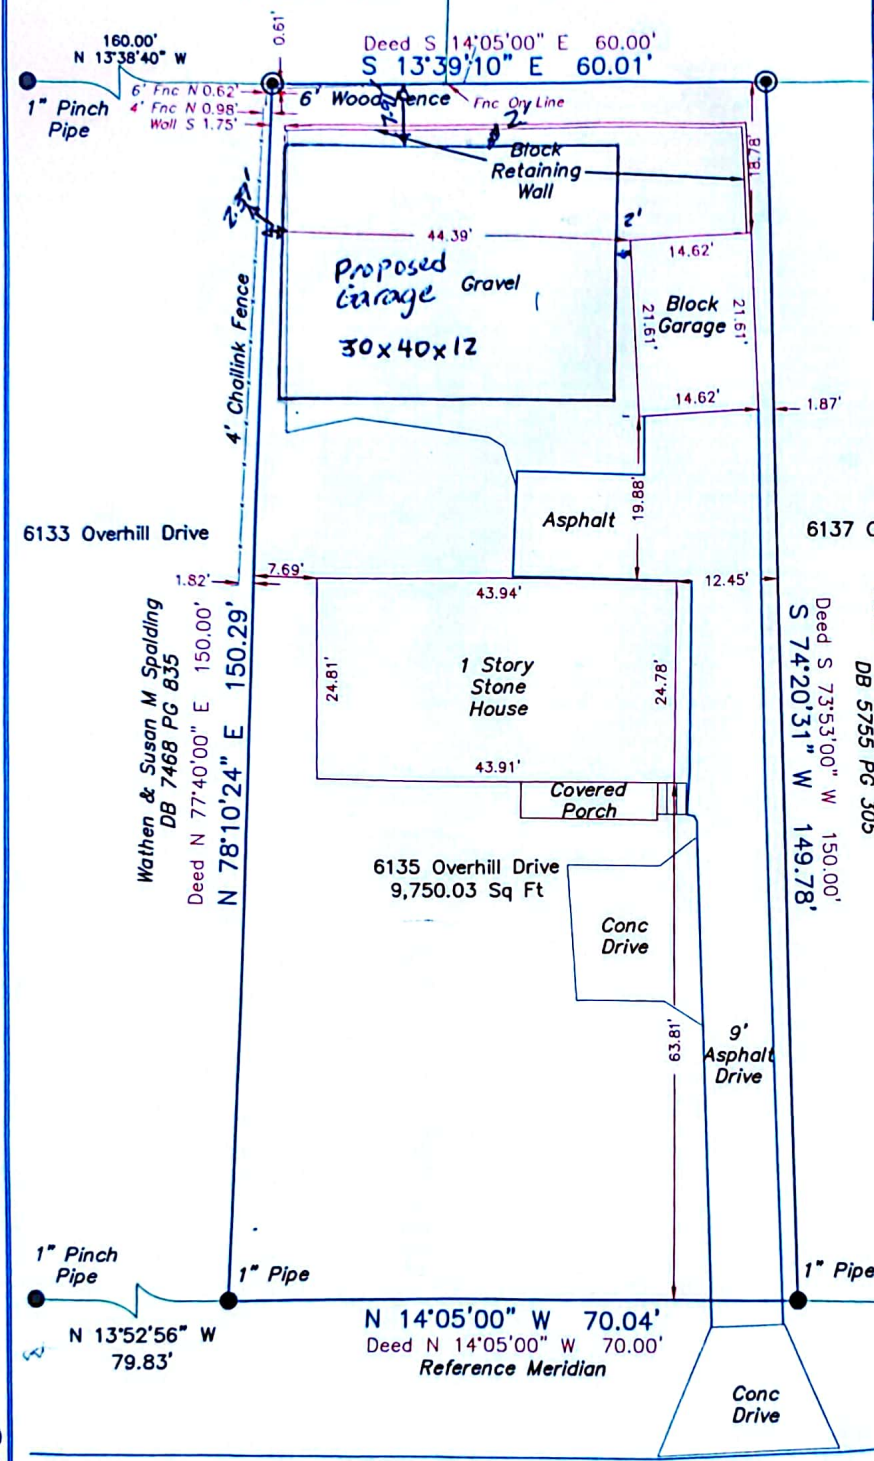 0.61'
160.00'
N 13°38'40" W
Deed S 14°05'00" E 60.00'
S 13°39'10" E 60.01'
1" Pinch
Pipe
6' Fnc N 0.62'
4' Fnc N 0.98'
Wall S 1.75'
6' Wood Fence
Fnc On Line
2'
Block
Retaining
Wall
18.78'
2'
44.39'
14.62'
Proposed
Garage
Gravel
30x40x12
Block
Garage
21.61'
21.61'
4' Chailink Fence
14.62'
1.87'
19.88'
Asphalt
6133 Overhill Drive
6137
1.82'
7.69'
43.94'
12.45'
Wathen & Susan M Spalding
DB 7468 PG 835
Deed N 77°40'00" E 150.00'
N 78°10'24" E 150.29'
24.81'
1 Story
Stone
House
24.78'
43.91'
Covered
Porch
S 74°20'31" W 149.78'
Deed S 73°53'00" W 150.00'
DB 5755 PG 305
6135 Overhill Drive
9,750.03 Sq Ft
Conc
Drive
63.81'
9'
Asphalt
Drive
1" Pinch
Pipe
1" Pipe
1" Pipe
N 13°52'56" W
79.83'
N 14°05'00" W 70.04'
Deed N 14°05'00" W 70.00'
Reference Meridian
Conc
Drive